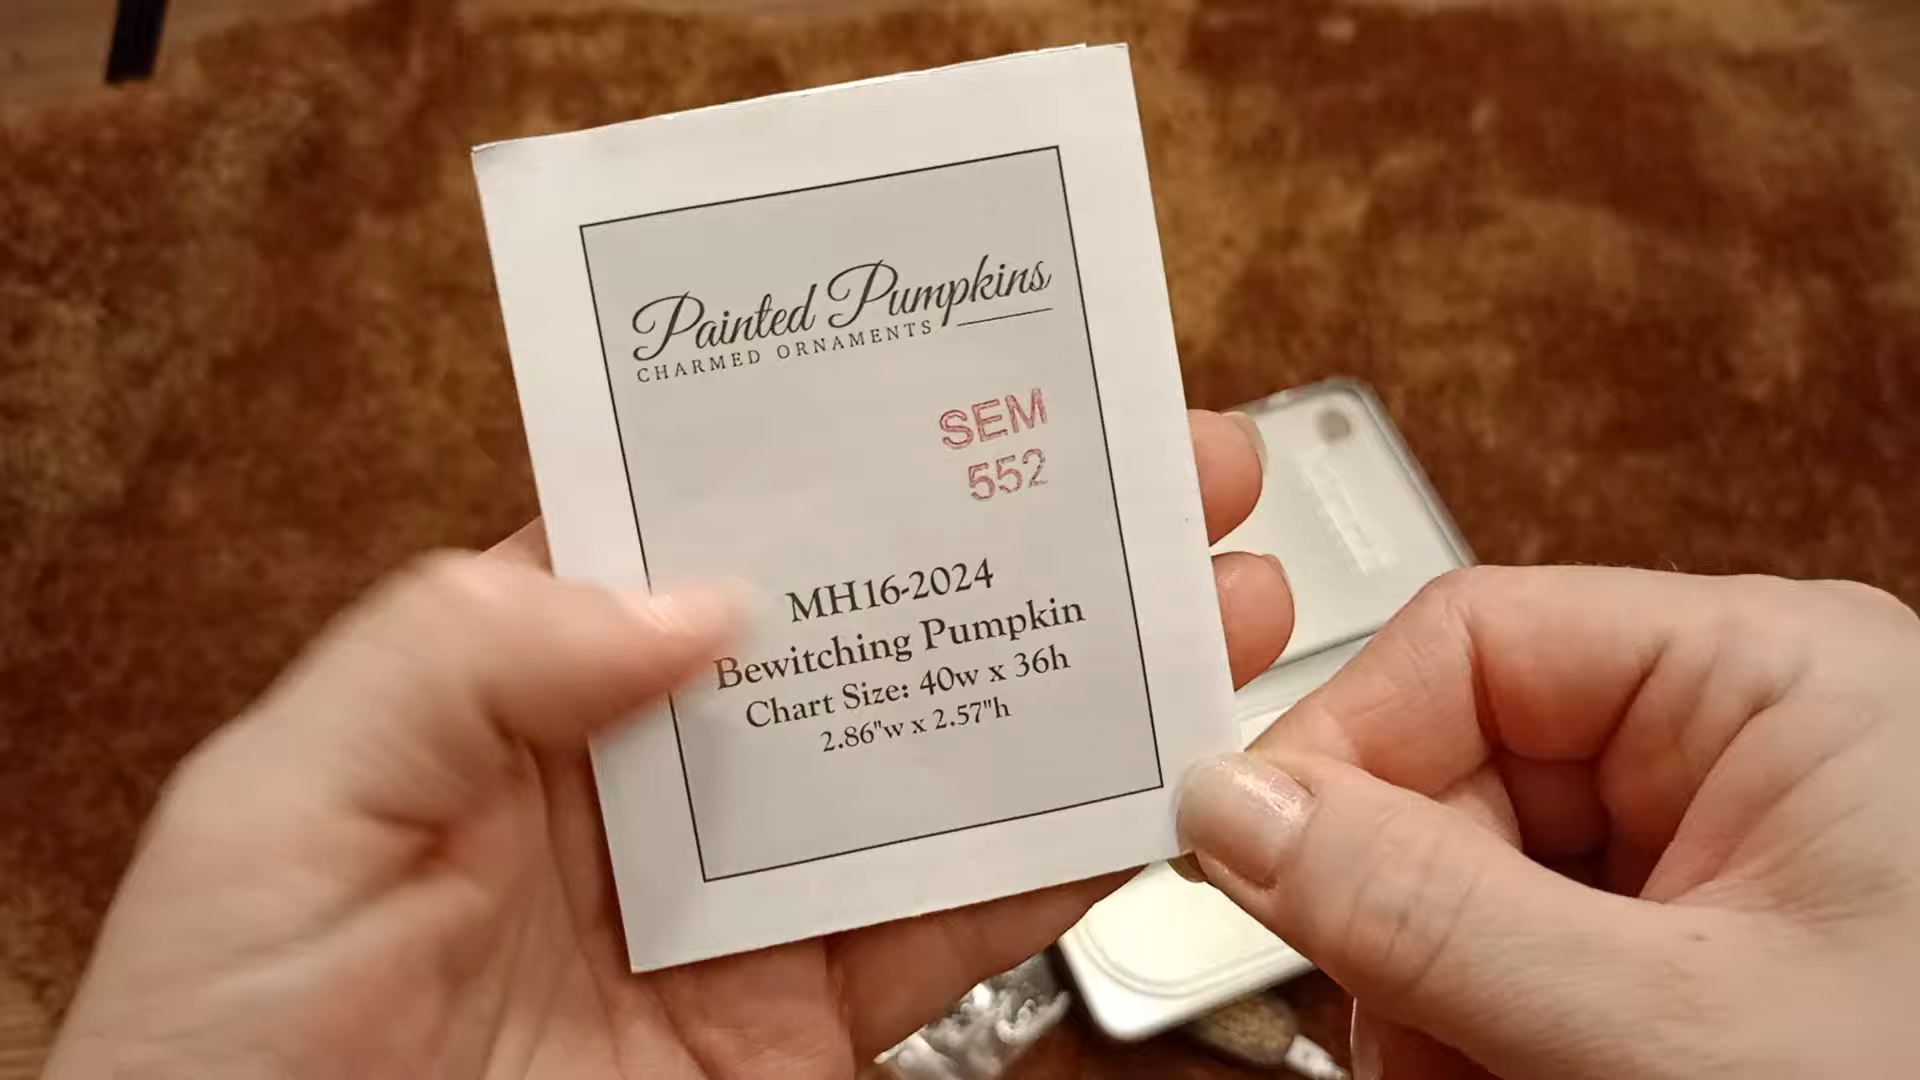 Painted Pumpkins
CHARMED ORNAMENTS
SEM
552
MH16-2024
Bewitching Pumpkin
Chart Size: 40w x 36h
2.86"w x 2.57"h